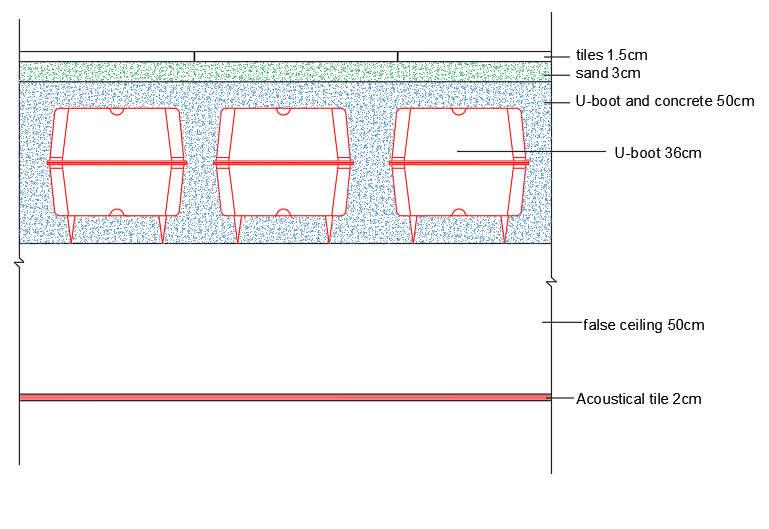 tiles 1.5cm
sand 3cm
U-boot and concrete 50cm
U-boot 36cm
false ceiling 50cm
Acoustical tile 2cm